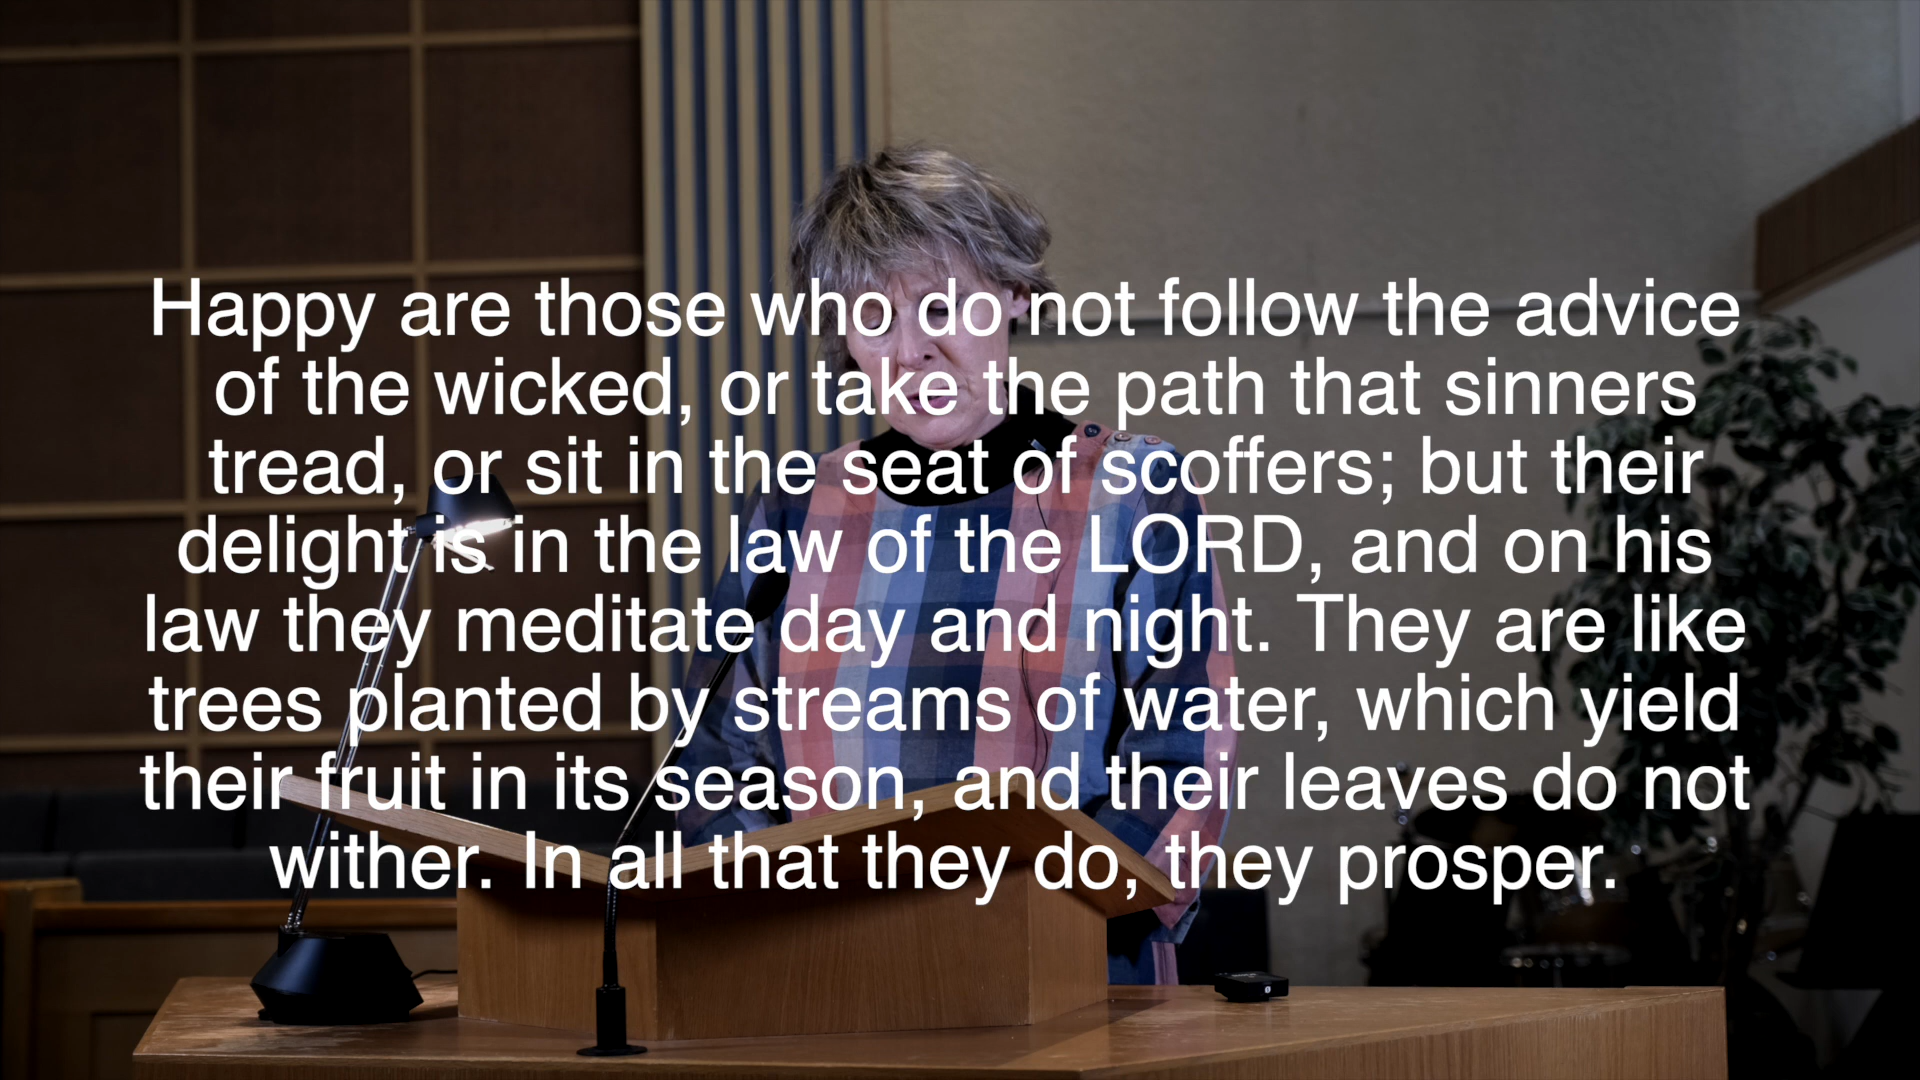 Happy are those who do not follow the advice
of the wicked, or take the path that sinners
tread, or sit in the seat of scoffers; but their
delight is in the law of the LORD, and on his
law they meditate day and night. They are like
trees planted by streams of water, which yield
their fruit in its season, and their leaves do not
wither. In all that they do, they prosper.